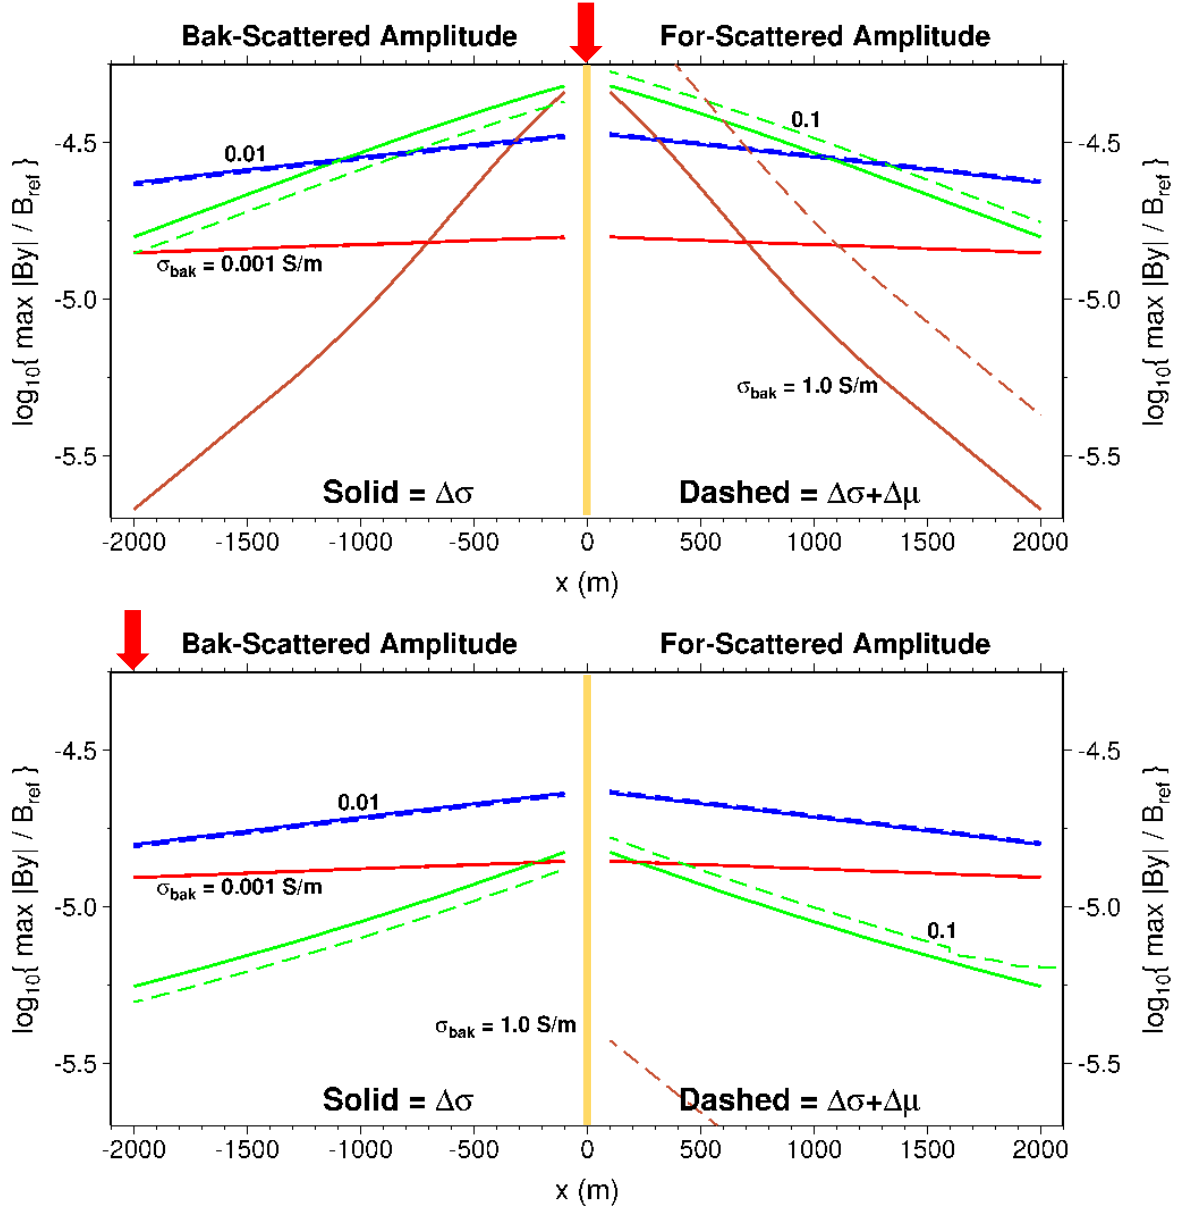 Bak-Scattered Amplitude For-Scattered Amplitude
0.1
-4.5 -4.5
0.01
σbak = 0.001 S/m
-5.0 -5.0
σbak = 1.0 S/m
-5.5 -5.5
Solid = Δσ Dashed = Δσ+Δμ
log10{ max |By| / Bref } log10{ max |By| / Bref }
-2000 -1500 -1000 -500 0 500 1000 1500 2000
x (m)
Bak-Scattered Amplitude For-Scattered Amplitude
-4.5 -4.5
0.01
σbak = 0.001 S/m
-5.0 -5.0
0.1
σbak = 1.0 S/m
-5.5 -5.5
Solid = Δσ Dashed = Δσ+Δμ
log10{ max |By| / Bref } log10{ max |By| / Bref }
-2000 -1500 -1000 -500 0 500 1000 1500 2000
x (m)